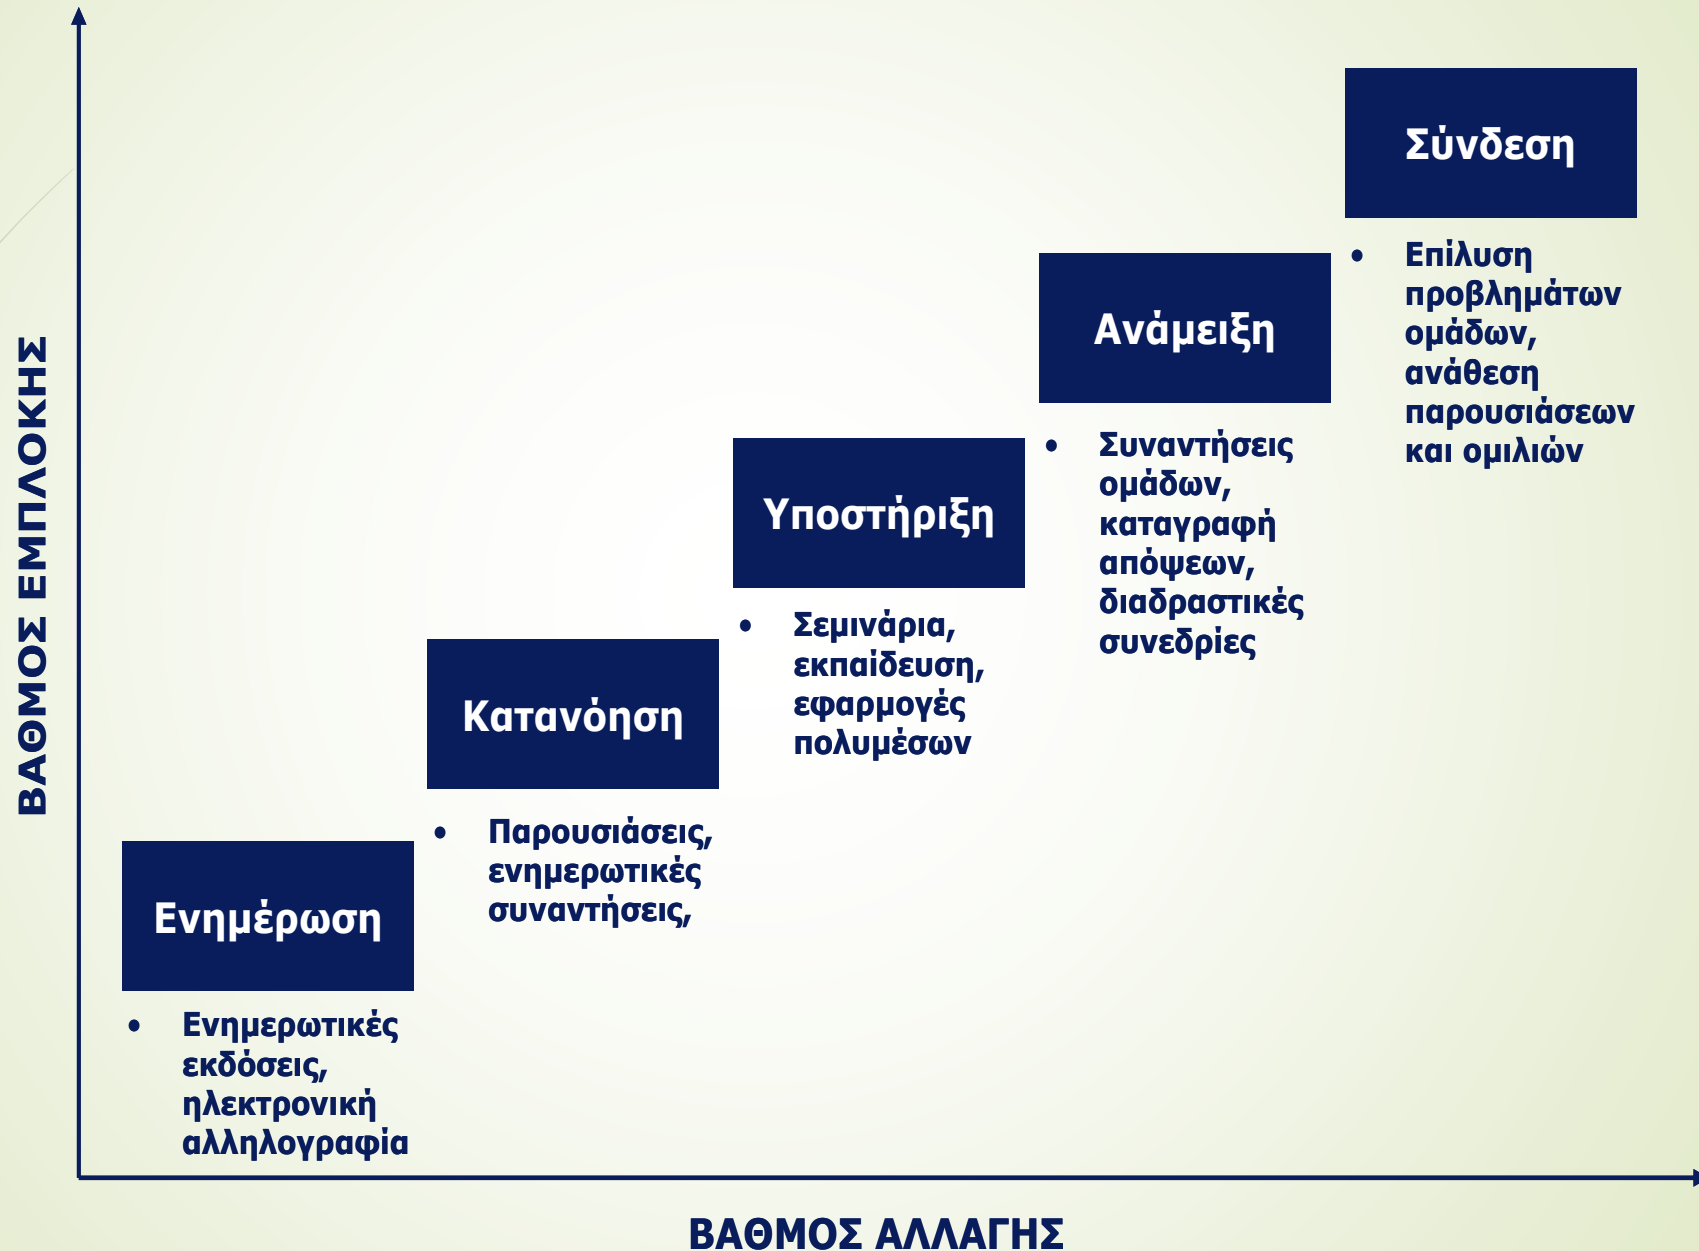 ΒΑΘΜΟΣ ΕΜΠΛΟΚΗΣ
Σύνδεση
• Επίλυση
προβλημάτων
ομάδων,
ανάθεση
παρουσιάσεων
και ομιλιών
Ανάμειξη
• Συναντήσεις
ομάδων,
καταγραφή
απόψεων,
διαδραστικές
συνεδρίες
Υποστήριξη
• Σεμινάρια,
εκπαίδευση,
εφαρμογές
πολυμέσων
Κατανόηση
• Παρουσιάσεις,
ενημερωτικές
συναντήσεις,
Ενημέρωση
• Ενημερωτικές
εκδόσεις,
ηλεκτρονική
αλληλογραφία
ΒΑΘΜΟΣ ΑΛΛΑΓΗΣ